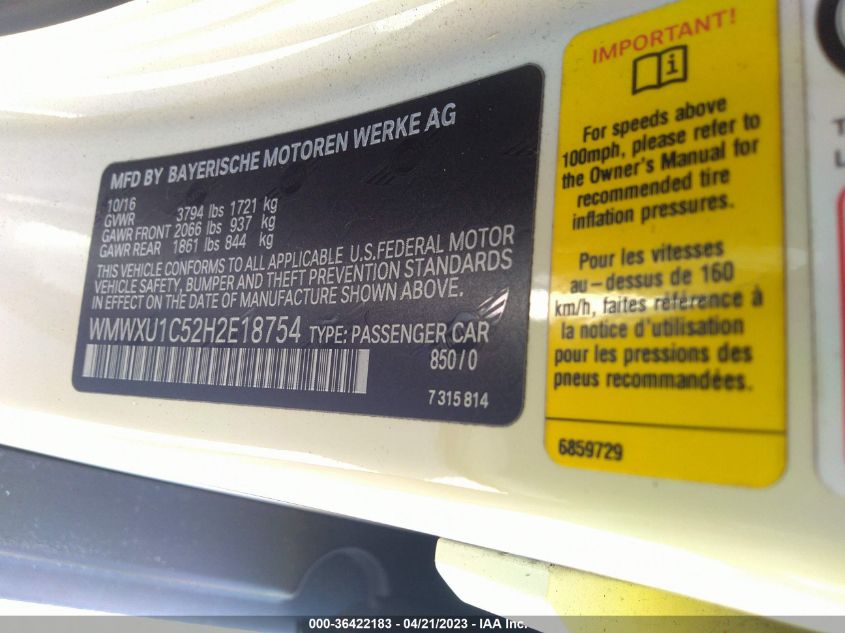 MFD BY BAYERISCHE MOTOREN WERKE AG
10/16
GVWR 3794 lbs 1721 kg
GAWR FRONT 2066 lbs 937 kg
GAWR REAR 1861 lbs 844 kg
THIS VEHICLE CONFORMS TO ALL APPLICABLE U.S.FEDERAL MOTOR
VEHICLE SAFETY, BUMPER AND THEFT PREVENTION STANDARDS
IN EFFECT ON THE DATE OF MANUFACTURE SHOWN ABOVE.
WMWXU1C52H2E18754 TYPE: PASSENGER CAR
850/0
7 315 814
IMPORTANT!
i
For speeds above
100mph, please refer to
the Owner's Manual for
recommended tire
inflation pressures.
Pour les vitesses
au-dessus de 160
km/h, faites référence à
la notice d'utilisation
pour les pressions des
pneus recommandées.
6859729
000-36422183 - 04/21/2023 - IAA Inc.